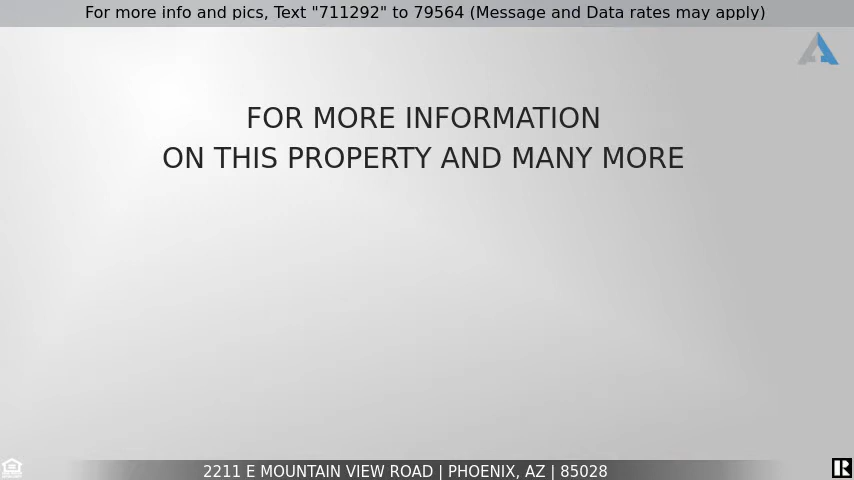 For more info and pics, Text "711292" to 79564 (Message and Data rates may apply)
FOR MORE INFORMATION
ON THIS PROPERTY AND MANY MORE
2211 E MOUNTAIN VIEW ROAD | PHOENIX, AZ | 85028